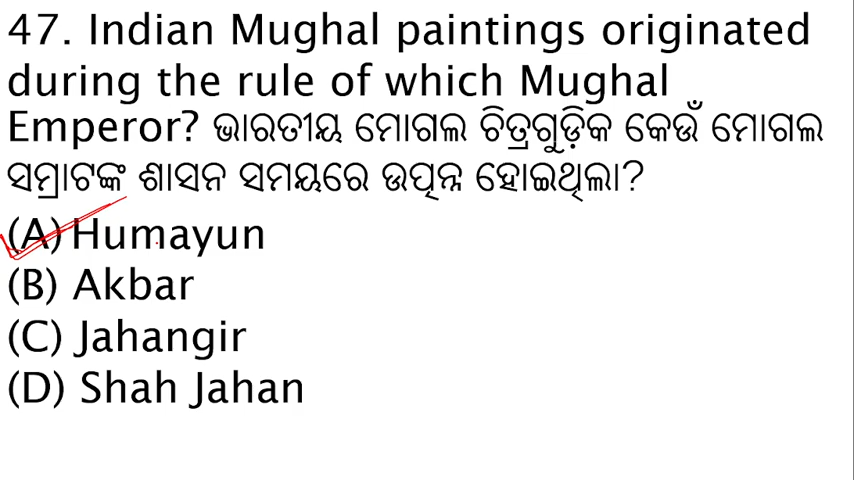 47. Indian Mughal paintings originated
during the rule of which Mughal
Emperor? ଭାରତୀୟ ମୋଗଲ ଚିତ୍ରଗୁଡ଼ିକ କେଉଁ ମୋଗଲ
ସମ୍ରାଟଙ୍କ ଶାସନ ସମୟରେ ଉତ୍ପନ୍ନ ହୋଇଥିଲା?
(A) Humayun
(B) Akbar
(C) Jahangir
(D) Shah Jahan